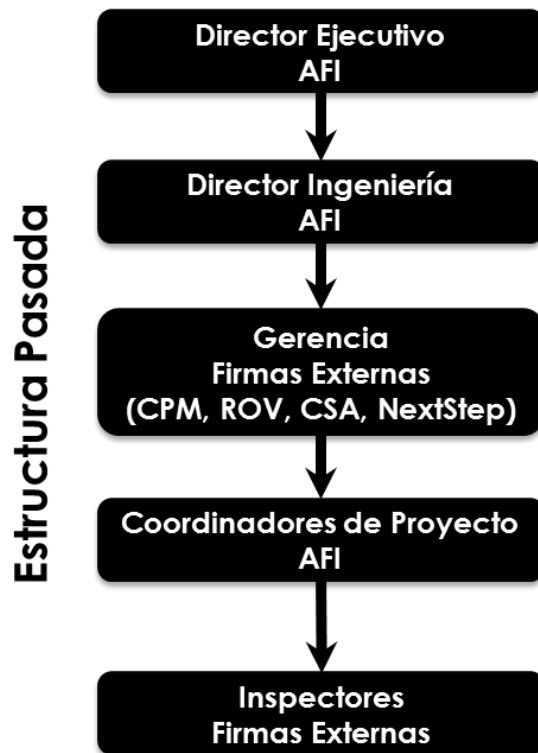 Estructura Pasada
Director Ejecutivo
AFI
Director Ingeniería
AFI
Gerencia
Firmas Externas
(CPM, ROV, CSA, NextStep)
Coordinadores de Proyecto
AFI
Inspectores
Firmas Externas